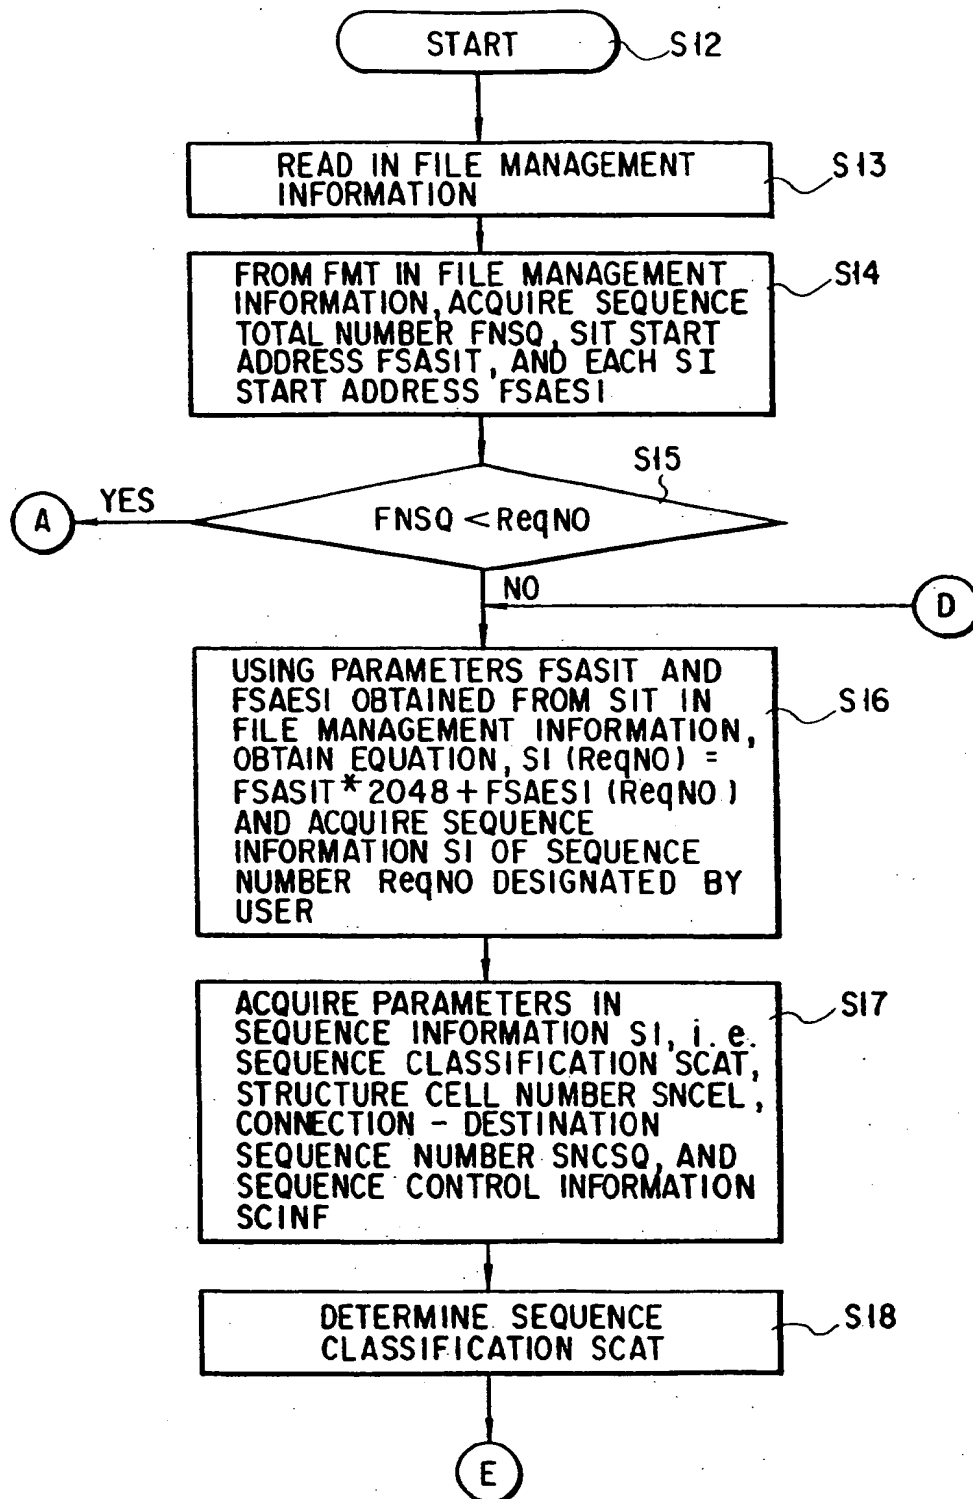 START
S12
READ IN FILE MANAGEMENT
INFORMATION
S13
FROM FMT IN FILE MANAGEMENT
INFORMATION, ACQUIRE SEQUENCE
TOTAL NUMBER FNSQ, SIT START
ADDRESS FSASIT, AND EACH SI
START ADDRESS FSAESI
S14
S15
FNSQ < ReqNO
YES
A
NO
D
USING PARAMETERS FSASIT AND
FSAESI OBTAINED FROM SIT IN
FILE MANAGEMENT INFORMATION,
OBTAIN EQUATION, SI (ReqNO) =
FSASIT * 2048 + FSAESI (ReqNO)
AND ACQUIRE SEQUENCE
INFORMATION SI OF SEQUENCE
NUMBER ReqNO DESIGNATED BY
USER
S16
ACQUIRE PARAMETERS IN
SEQUENCE INFORMATION SI, i.e.
SEQUENCE CLASSIFICATION SCAT,
STRUCTURE CELL NUMBER SNCEL,
CONNECTION - DESTINATION
SEQUENCE NUMBER SNCSQ, AND
SEQUENCE CONTROL INFORMATION
SCINF
S17
DETERMINE SEQUENCE
CLASSIFICATION SCAT
S18
E